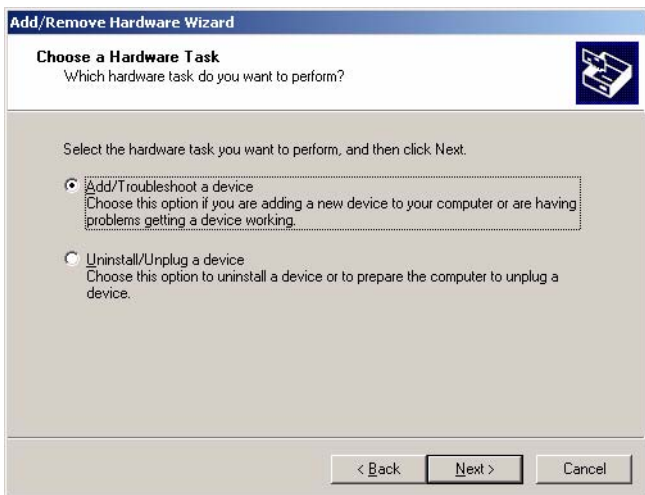 Add/Remove Hardware Wizard
Choose a Hardware Task
Which hardware task do you want to perform?
Select the hardware task you want to perform, and then click Next.
Add/Troubleshoot a device
Choose this option if you are adding a new device to your computer or are having
problems getting a device working.
Uninstall/Unplug a device
Choose this option to uninstall a device or to prepare the computer to unplug a
device.
< Back
Next >
Cancel